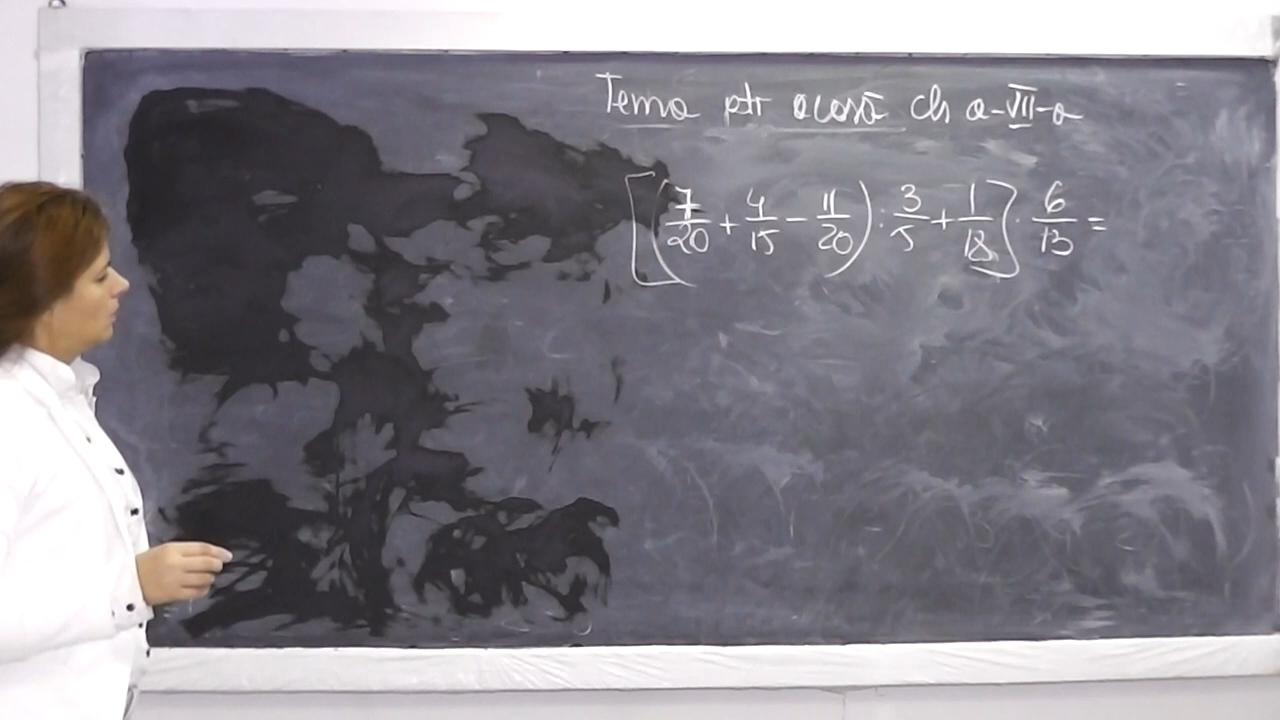 Tema ptr acasă cls a-VII-a
[(7/20 + 4/15 - 11/20) : 3/5 + 1/18] · 6/13 =